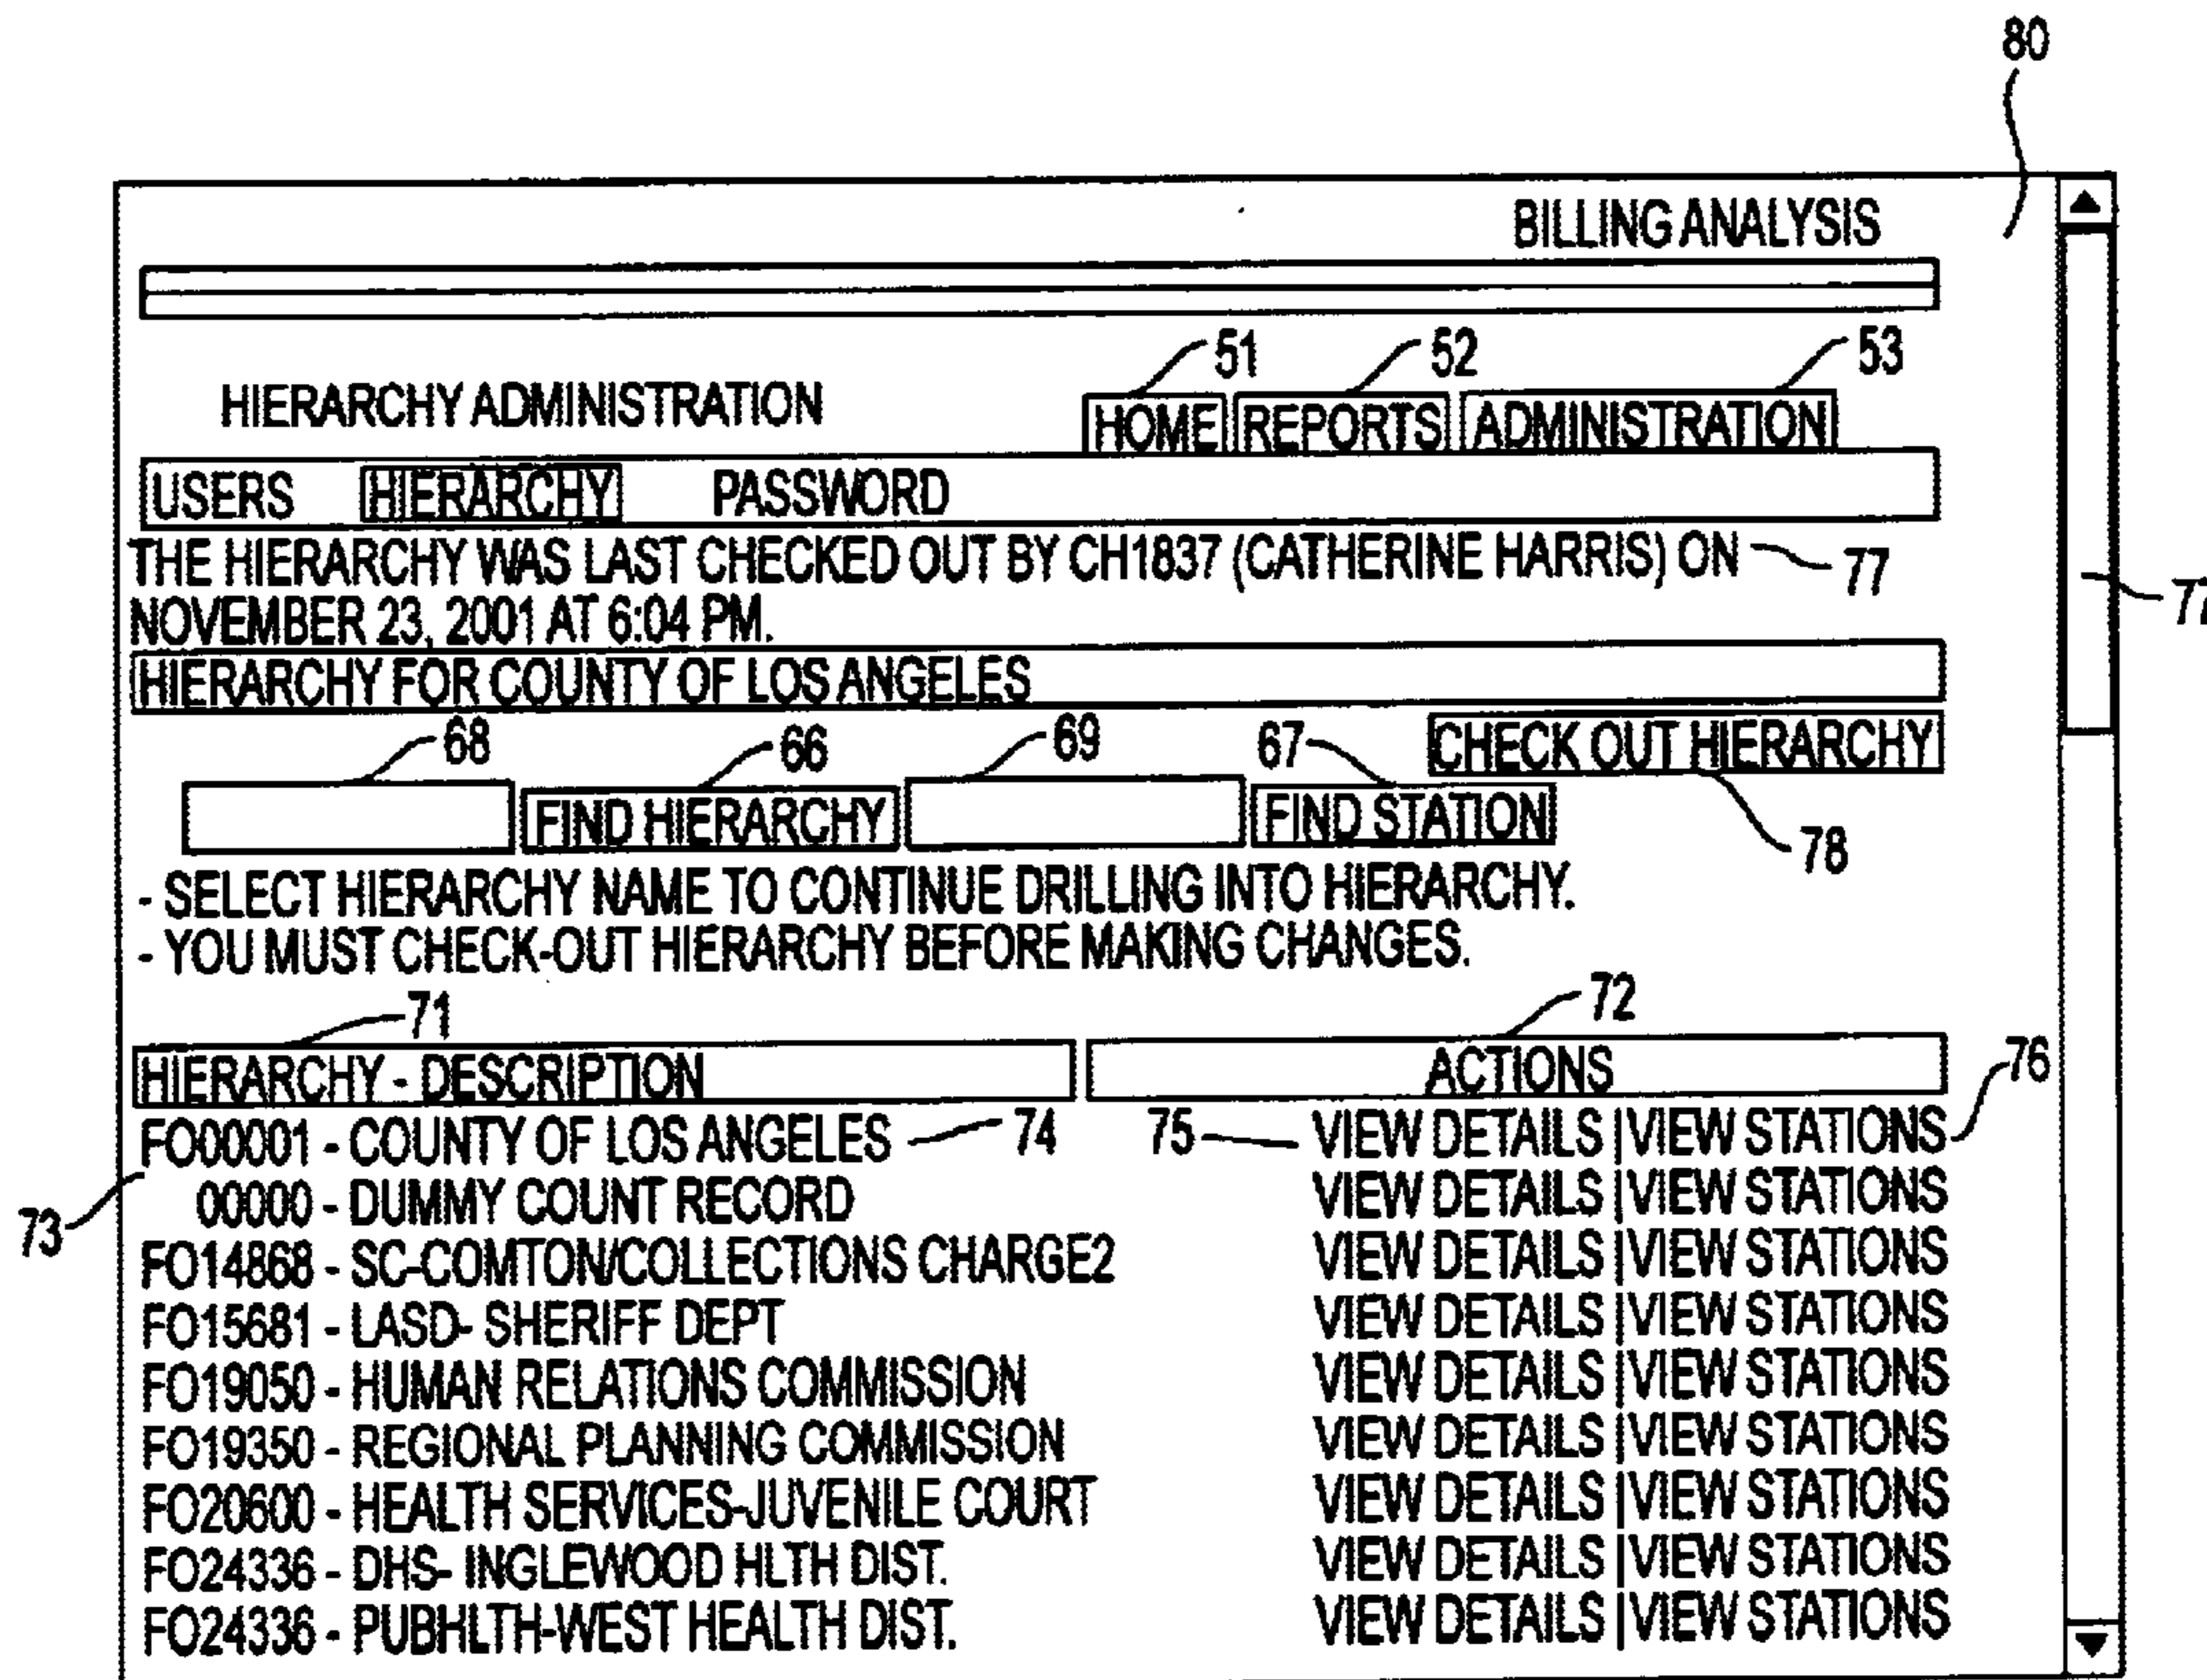 80
BILLING ANALYSIS
51 52 53
HIERARCHY ADMINISTRATION HOME REPORTS ADMINISTRATION
USERS HIERARCHY PASSWORD
THE HIERARCHY WAS LAST CHECKED OUT BY CH1837 (CATHERINE HARRIS) ON 77
NOVEMBER 23, 2001 AT 6:04 PM.
HIERARCHY FOR COUNTY OF LOS ANGELES
68 66 69 67 CHECK OUT HIERARCHY
FIND HIERARCHY FIND STATION
78
- SELECT HIERARCHY NAME TO CONTINUE DRILLING INTO HIERARCHY.
- YOU MUST CHECK-OUT HIERARCHY BEFORE MAKING CHANGES.
71 72
HIERARCHY - DESCRIPTION ACTIONS
76
FO00001 - COUNTY OF LOS ANGELES 74 75 VIEW DETAILS | VIEW STATIONS
73
00000 - DUMMY COUNT RECORD VIEW DETAILS | VIEW STATIONS
FO14868 - SC-COMTON/COLLECTIONS CHARGE2 VIEW DETAILS | VIEW STATIONS
FO15681 - LASD- SHERIFF DEPT VIEW DETAILS | VIEW STATIONS
FO19050 - HUMAN RELATIONS COMMISSION VIEW DETAILS | VIEW STATIONS
FO19350 - REGIONAL PLANNING COMMISSION VIEW DETAILS | VIEW STATIONS
FO20600 - HEALTH SERVICES-JUVENILE COURT VIEW DETAILS | VIEW STATIONS
FO24336 - DHS- INGLEWOOD HLTH DIST. VIEW DETAILS | VIEW STATIONS
FO24336 - PUBHLTH-WEST HEALTH DIST. VIEW DETAILS | VIEW STATIONS